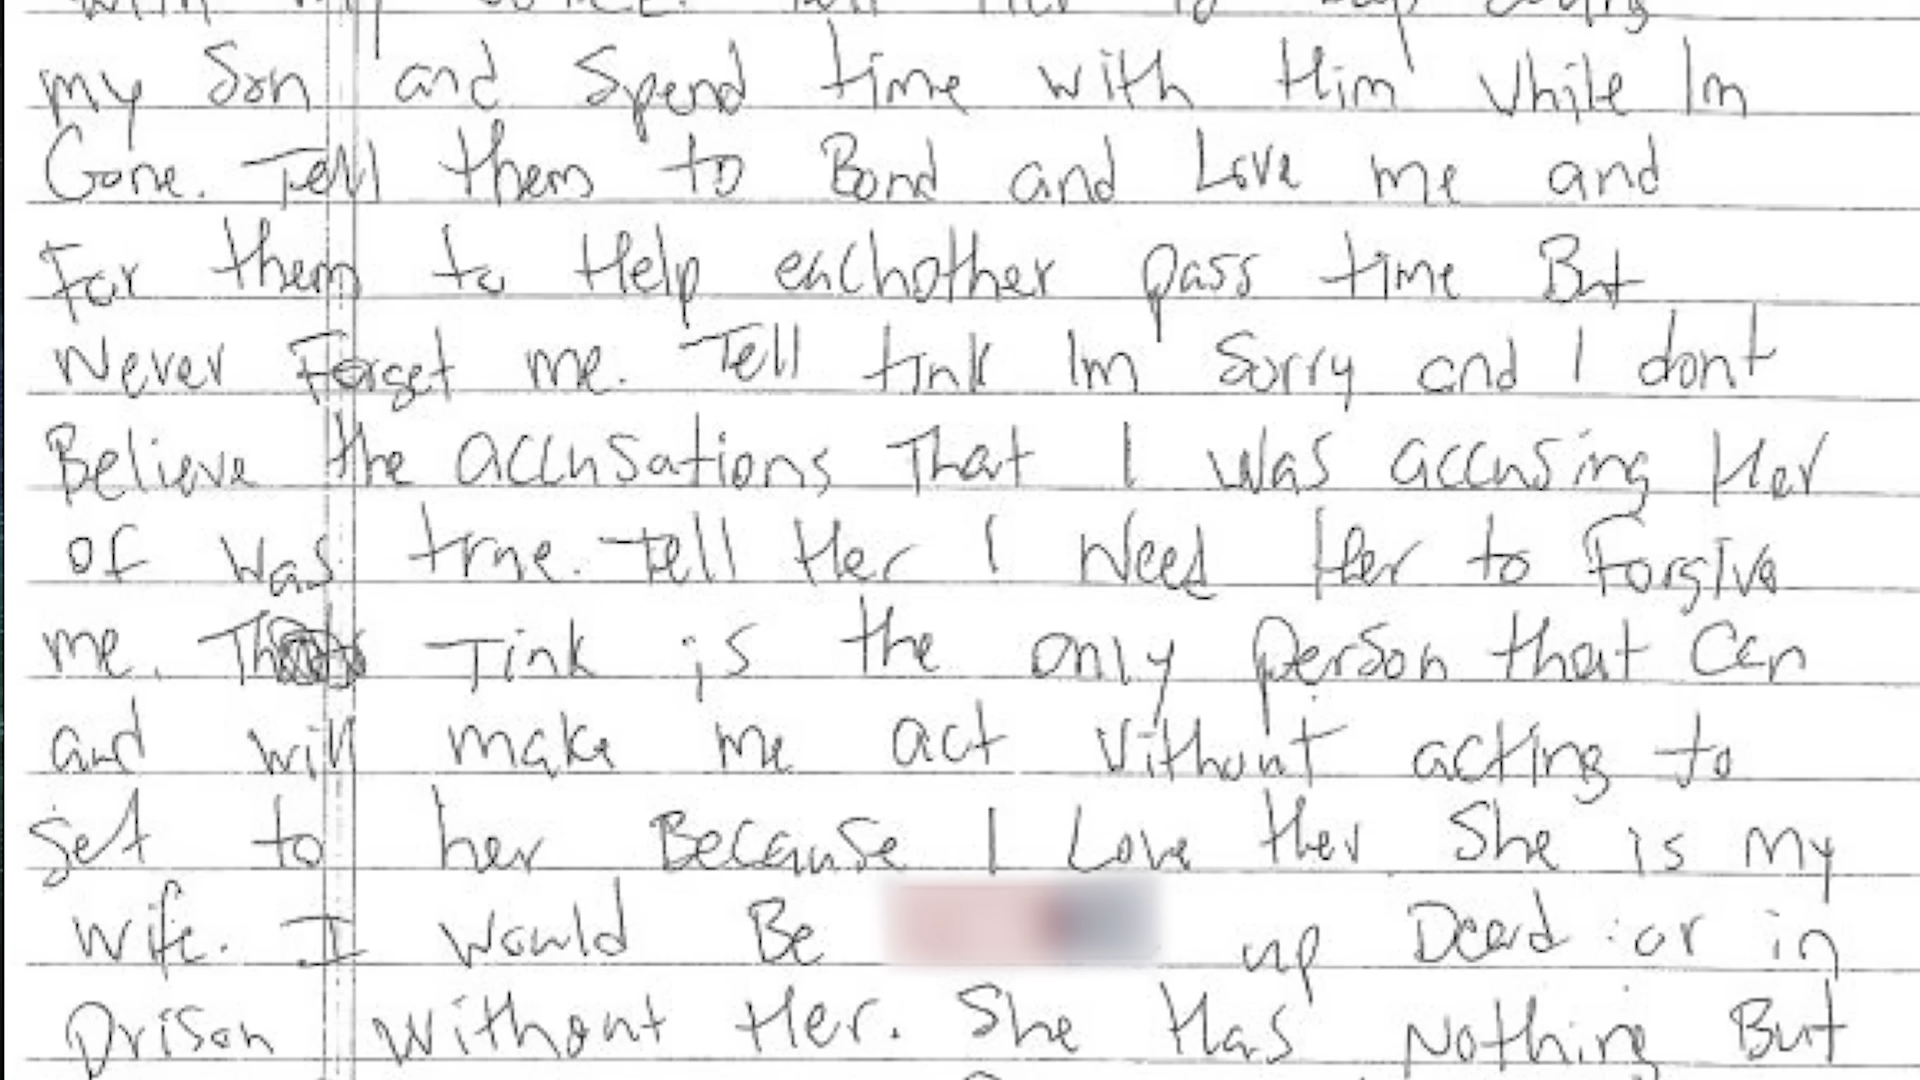 my Son and Spend time with Him while Im
Gone. Tell them to Bond and Love me and
For them to Help eachother pass time But
Never Forget me. Tell tink Im Sorry and I dont
Believe the accusations That I was accusing Her
of was true. Tell Her I Need Her to Forgive
me. Tink is the only person that Can
and will make me act without acting to
get to her Because I Love Her She is my
wife. I would Be up Dead or in
Prison without Her. She Has Nothing But